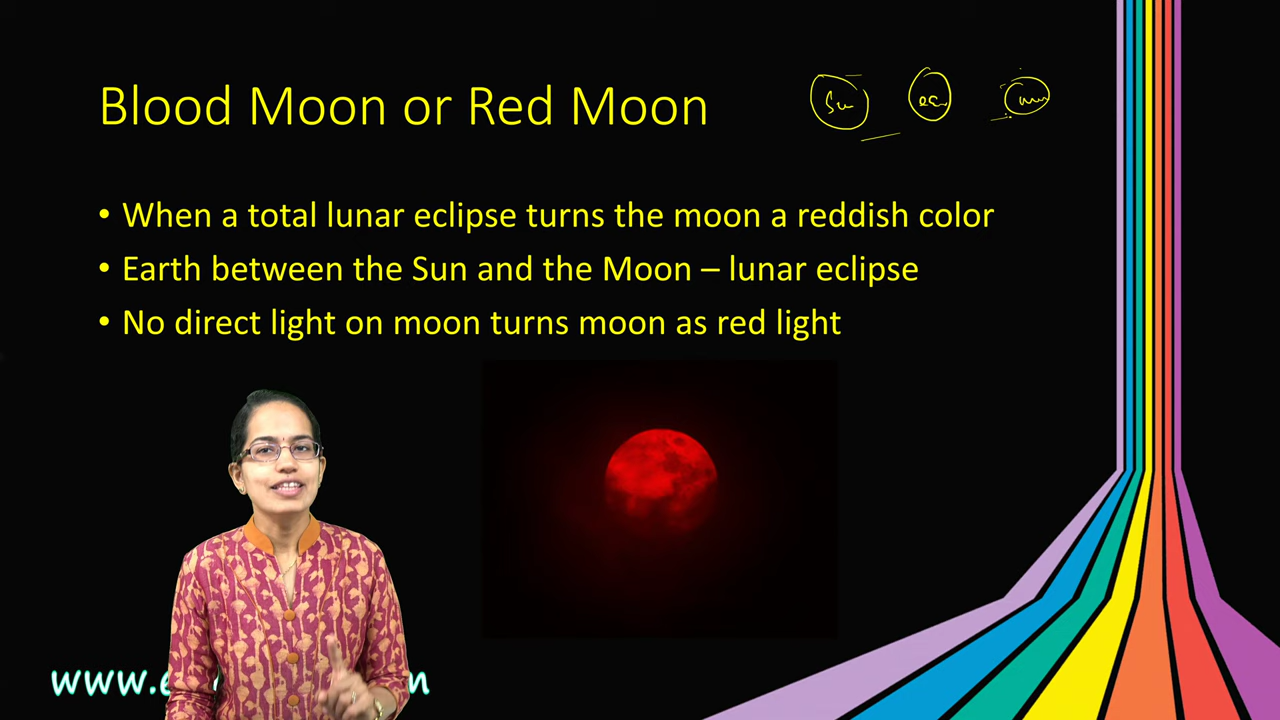 Blood Moon or Red Moon
Sun
• When a total lunar eclipse turns the moon a reddish color
• Earth between the Sun and the Moon – lunar eclipse
• No direct light on moon turns moon as red light